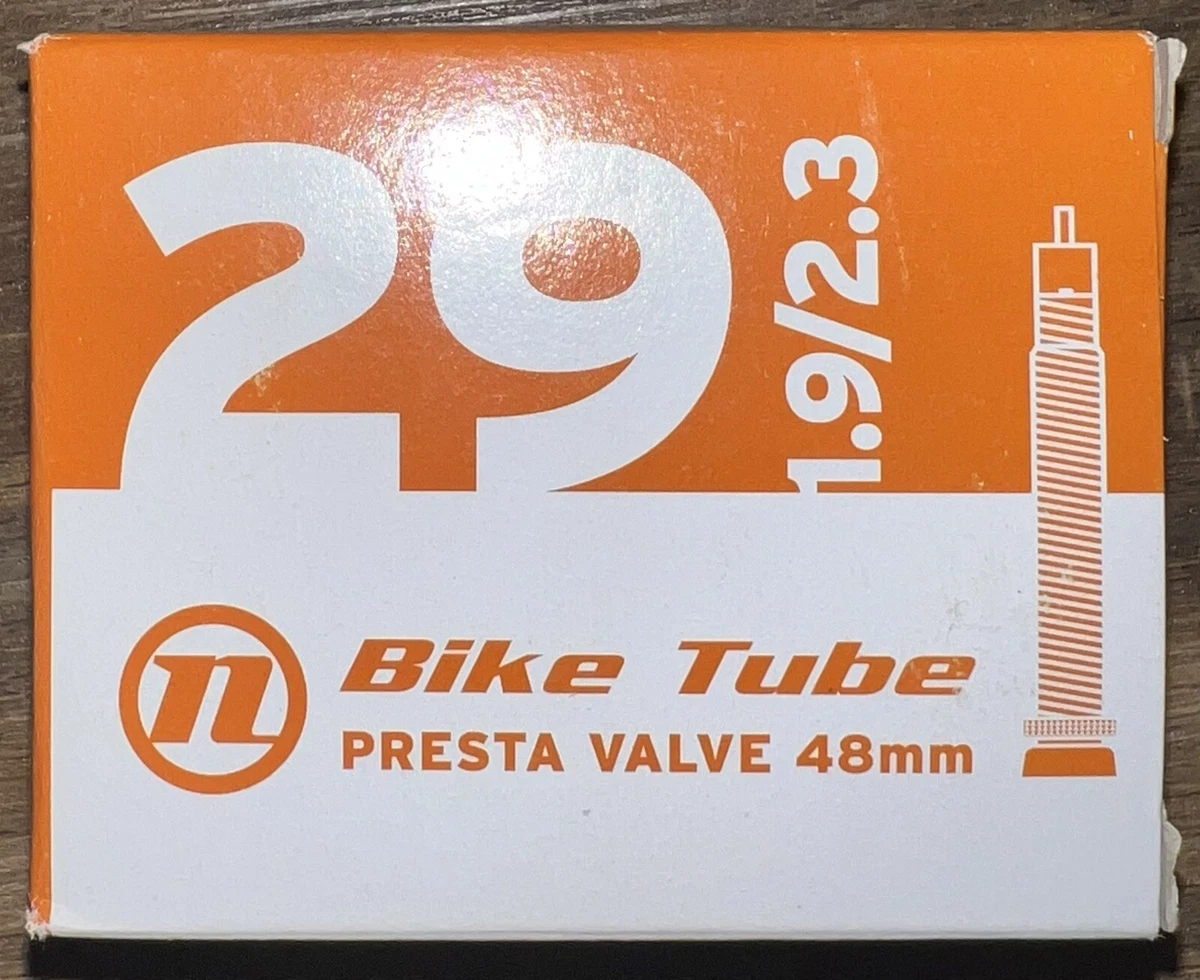 29
1.9/2.3
n
Bike Tube
PRESTA VALVE 48mm